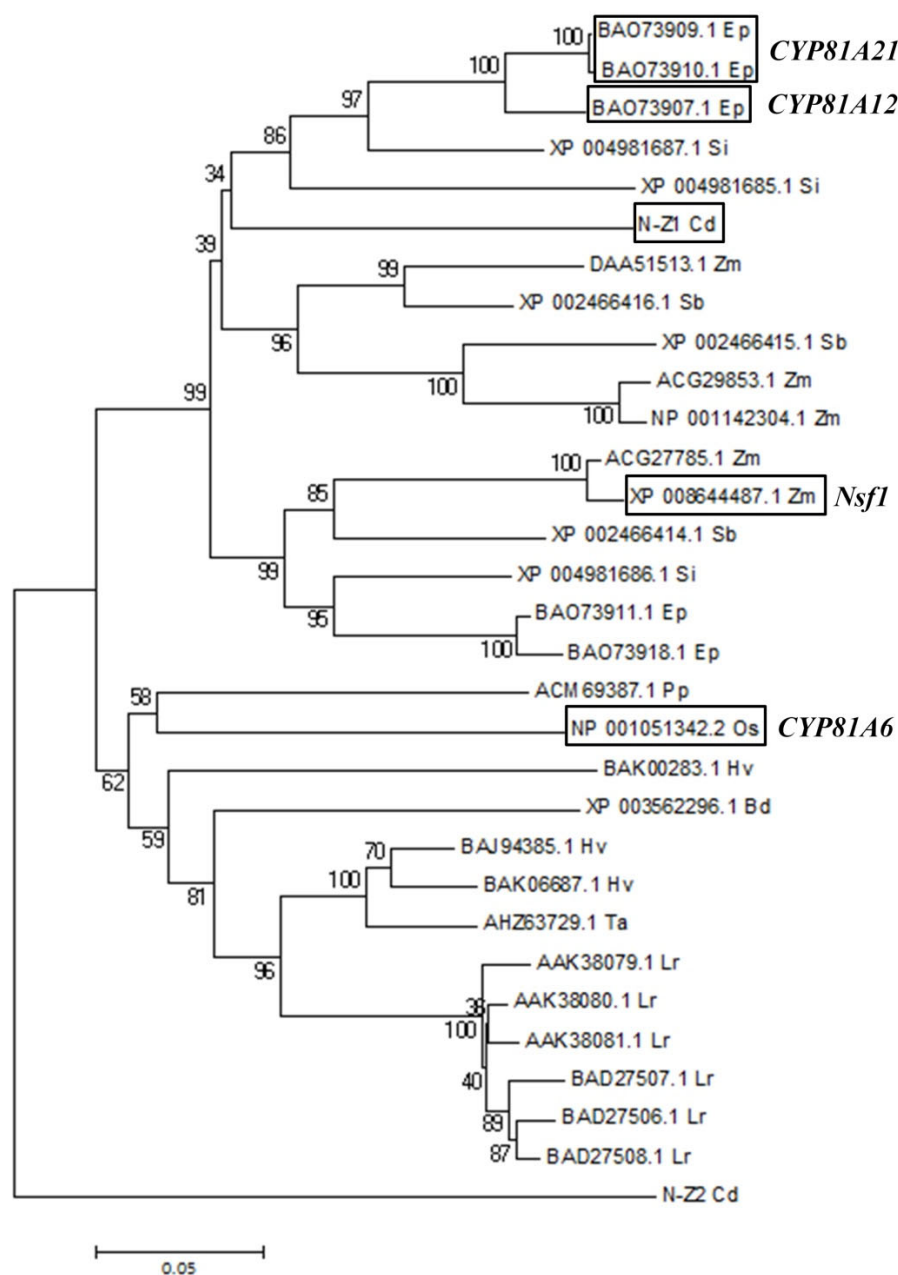 100 BAO73909.1 Ep CYP81A21
100 BAO73910.1 Ep
97 BAO73907.1 Ep CYP81A12
86 XP 004981687.1 Si
34 XP 004981685.1 Si
39 N-Z1 Cd
99 DAA51513.1 Zm
XP 002466416.1 Sb
96 XP 002466415.1 Sb
100 ACG29853.1 Zm
99 100 NP 001142304.1 Zm
100 ACG27785.1 Zm
85 XP 008644487.1 Zm Nsf1
XP 002466414.1 Sb
99 XP 004981686.1 Si
95 BAO73911.1 Ep
100 BAO73918.1 Ep
58 ACM69387.1 Pp
NP 001051342.2 Os CYP81A6
62 BAK00283.1 Hv
59 XP 003562296.1 Bd
70 BAJ94385.1 Hv
100 BAK06687.1 Hv
81 AHZ63729.1 Ta
96 AAK38079.1 Lr
38 AAK38080.1 Lr
100 AAK38081.1 Lr
40 BAD27507.1 Lr
89 BAD27506.1 Lr
87 BAD27508.1 Lr
N-Z2 Cd
0.05